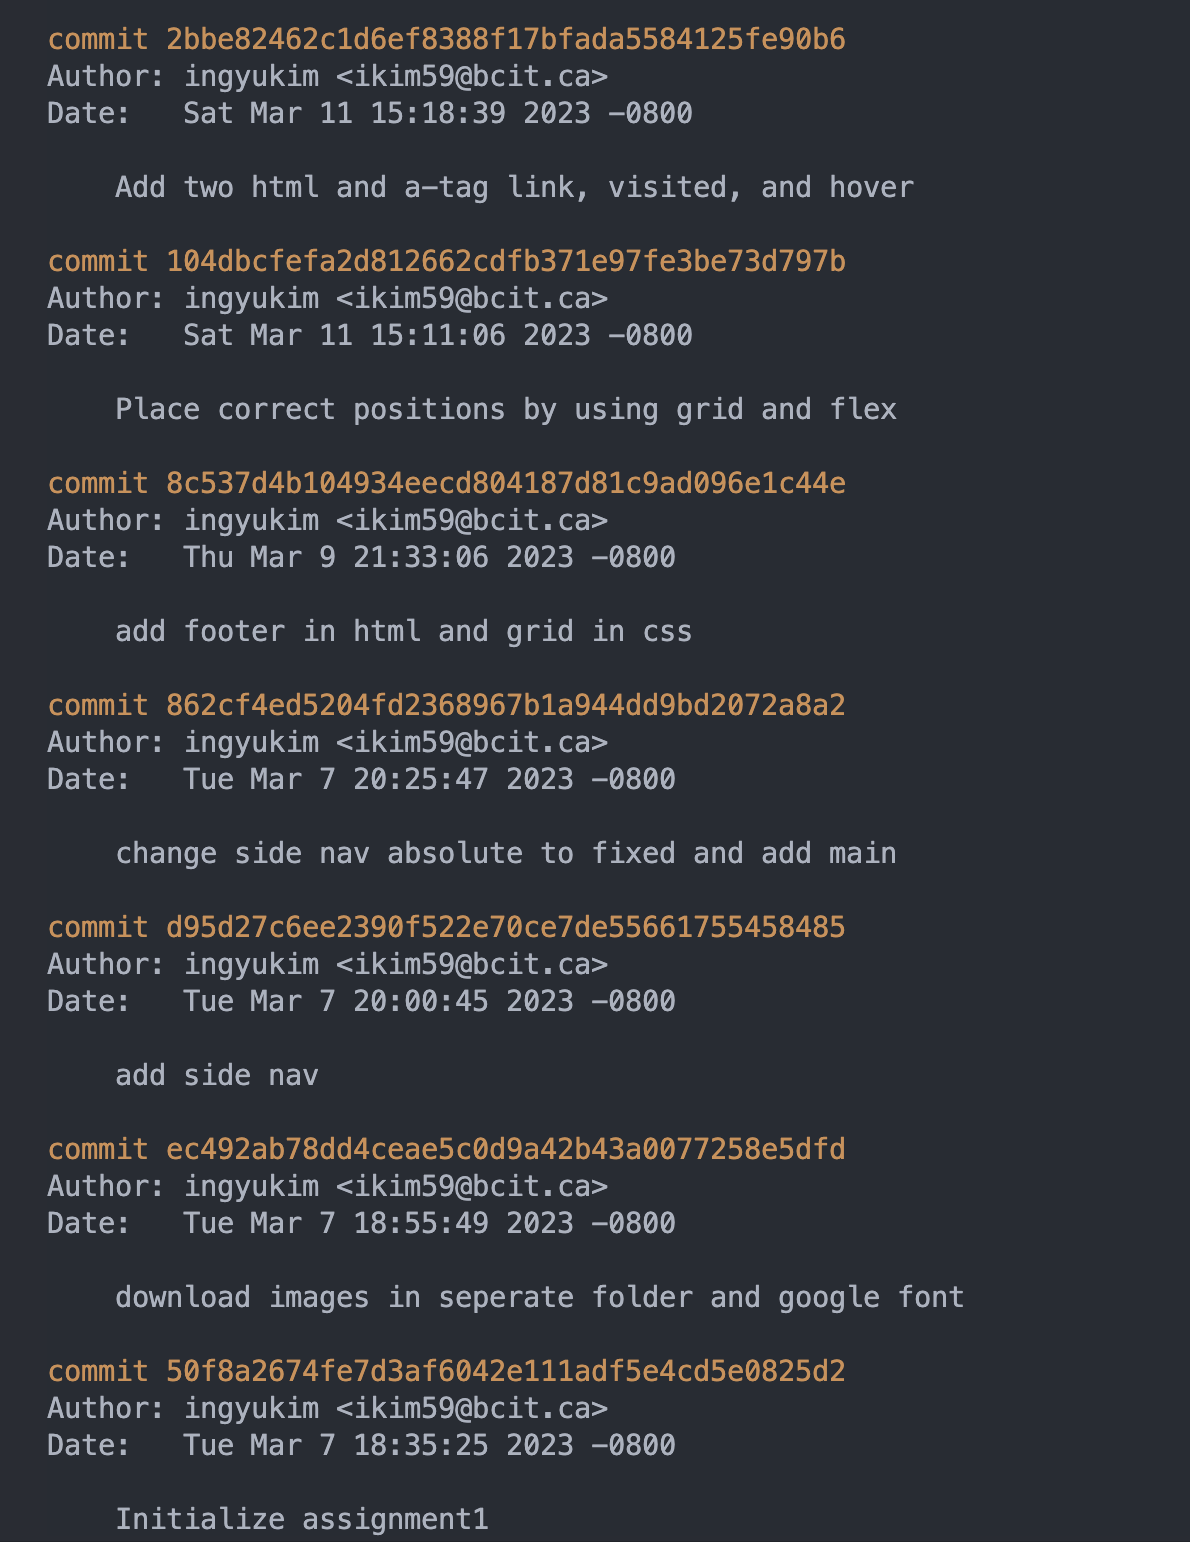 commit 2bbe82462c1d6ef8388f17bfada5584125fe90b6
Author: ingyukim <ikim59@bcit.ca>
Date:   Sat Mar 11 15:18:39 2023 -0800
Add two html and a-tag link, visited, and hover
commit 104dbcfefa2d812662cdfb371e97fe3be73d797b
Author: ingyukim <ikim59@bcit.ca>
Date:   Sat Mar 11 15:11:06 2023 -0800
Place correct positions by using grid and flex
commit 8c537d4b104934eecd804187d81c9ad096e1c44e
Author: ingyukim <ikim59@bcit.ca>
Date:   Thu Mar 9 21:33:06 2023 -0800
add footer in html and grid in css
commit 862cf4ed5204fd2368967b1a944dd9bd2072a8a2
Author: ingyukim <ikim59@bcit.ca>
Date:   Tue Mar 7 20:25:47 2023 -0800
change side nav absolute to fixed and add main
commit d95d27c6ee2390f522e70ce7de55661755458485
Author: ingyukim <ikim59@bcit.ca>
Date:   Tue Mar 7 20:00:45 2023 -0800
add side nav
commit ec492ab78dd4ceae5c0d9a42b43a0077258e5dfd
Author: ingyukim <ikim59@bcit.ca>
Date:   Tue Mar 7 18:55:49 2023 -0800
download images in seperate folder and google font
commit 50f8a2674fe7d3af6042e111adf5e4cd5e0825d2
Author: ingyukim <ikim59@bcit.ca>
Date:   Tue Mar 7 18:35:25 2023 -0800
Initialize assignment1